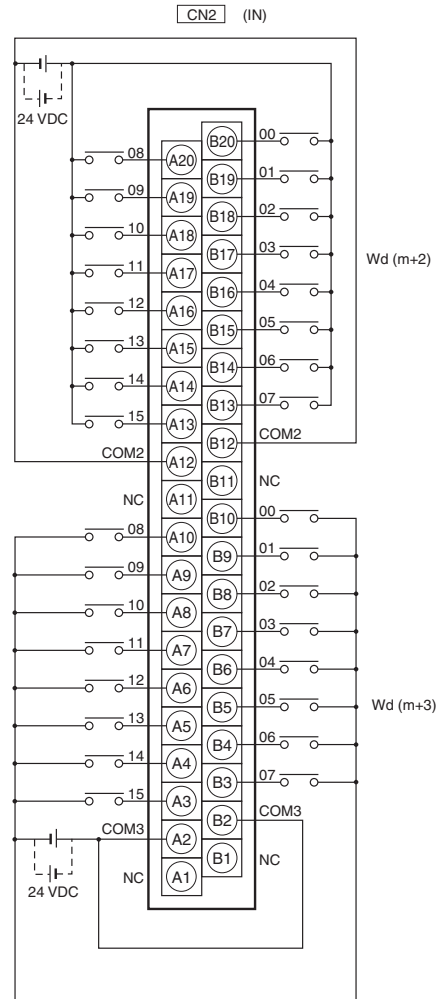 CN2 (IN)
24 VDC
08 A20 B20 00
09 A19 B19 01
10 A18 B18 02
11 A17 B17 03
Wd (m+2)
12 A16 B16 04
13 A15 B15 05
14 A14 B14 06
15 A13 B13 07
COM2 A12 B12 COM2
NC A11 B11 NC
08 A10 B10 00
09 A9 B9 01
10 A8 B8 02
11 A7 B7 03
12 A6 B6 04
13 A5 B5 05
Wd (m+3)
14 A4 B4 06
15 A3 B3 07
COM3 A2 B2 COM3
NC A1 B1 NC
24 VDC